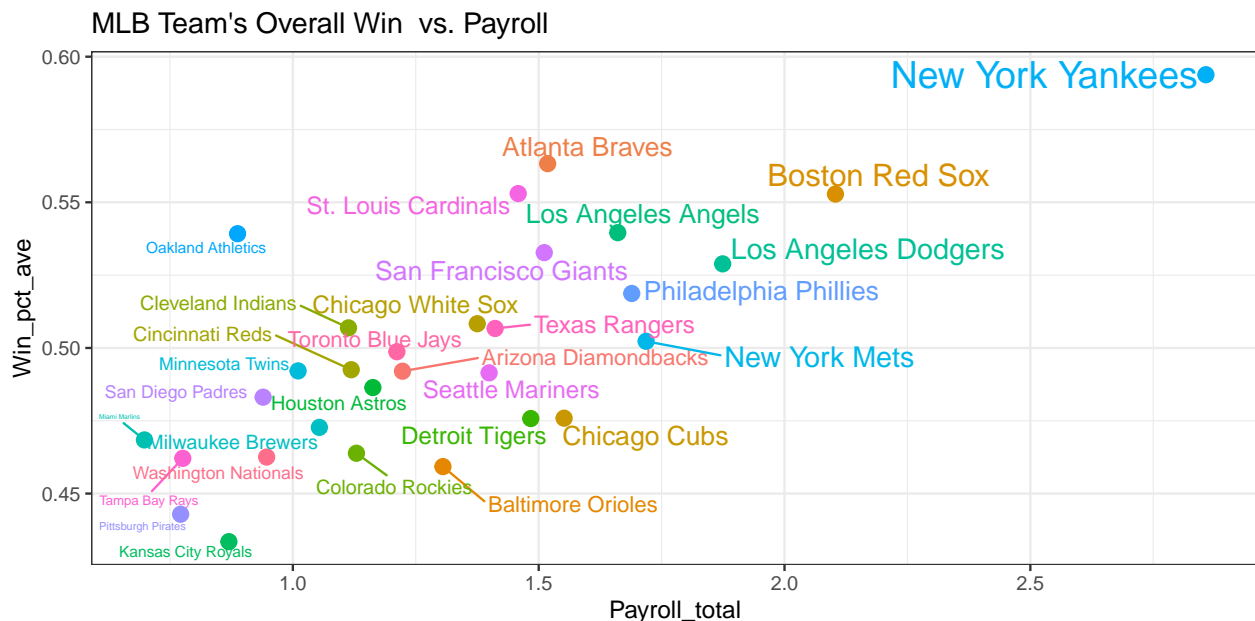 MLB Team's Overall Win  vs. Payroll
Win_pct_ave
0.60
0.55
0.50
0.45
New York Yankees
Atlanta Braves
Boston Red Sox
St. Louis Cardinals
Los Angeles Angels
Oakland Athletics
Los Angeles Dodgers
San Francisco Giants
Philadelphia Phillies
Cleveland Indians
Chicago White Sox
Texas Rangers
Cincinnati Reds
Toronto Blue Jays
Arizona Diamondbacks
New York Mets
Minnesota Twins
San Diego Padres
Seattle Mariners
Houston Astros
Miami Marlins
Milwaukee Brewers
Detroit Tigers
Chicago Cubs
Washington Nationals
Colorado Rockies
Tampa Bay Rays
Baltimore Orioles
Pittsburgh Pirates
Kansas City Royals
1.0
1.5
2.0
2.5
Payroll_total